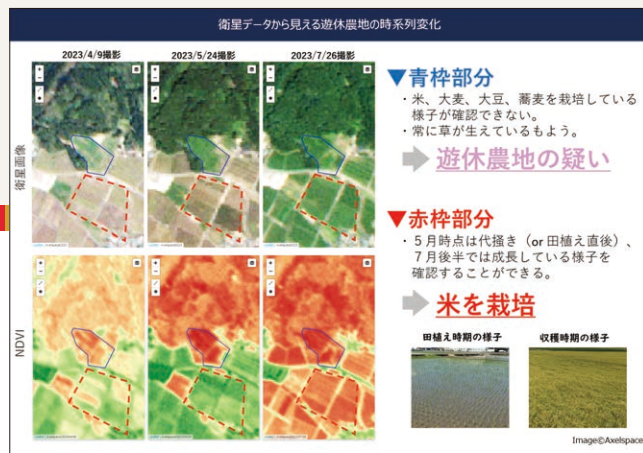 衛星データから見える遊休農地の時系列変化
2023/4/9撮影
2023/5/24撮影
2023/7/26撮影
衛星画像
NDVI
▼青枠部分
・米、大麦、大豆、蕎麦を栽培している
様子が確認できない。
・常に草が生えているもよう。
遊休農地の疑い
▼赤枠部分
・５月時点は代掻き（or 田植え直後）、
７月後半では成長している様子を
確認することができる。
米を栽培
田植え時期の様子
収穫時期の様子
Image©Axelspace